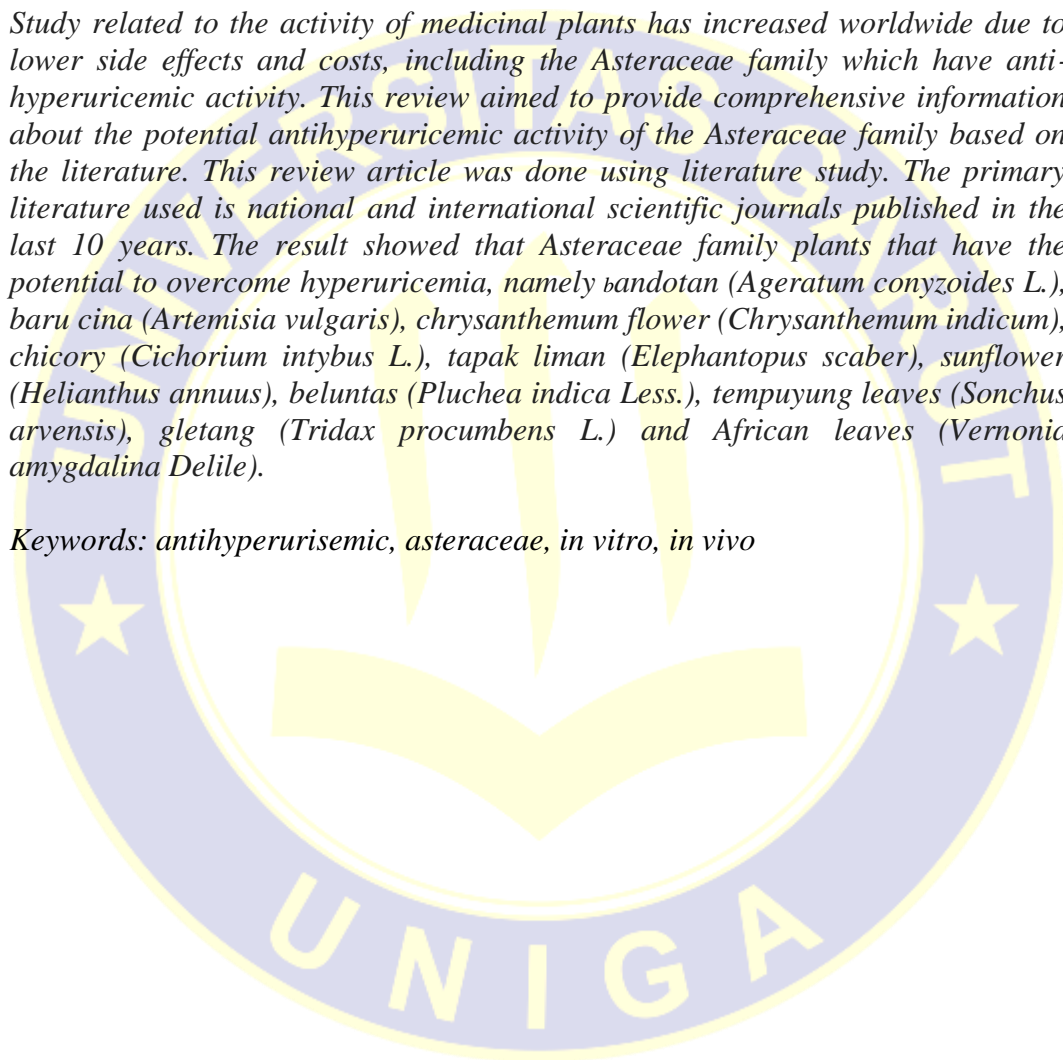 Study related to the activity of medicinal plants has increased worldwide due to
lower side effects and costs, including the Asteraceae family which have anti-
hyperuricemic activity. This review aimed to provide comprehensive information
about the potential antihyperuricemic activity of the Asteraceae family based on
the literature. This review article was done using literature study. The primary
literature used is national and international scientific journals published in the
last 10 years. The result showed that Asteraceae family plants that have the
potential to overcome hyperuricemia, namely bandotan (Ageratum conyzoides L.),
baru cina (Artemisia vulgaris), chrysanthemum flower (Chrysanthemum indicum),
chicory (Cichorium intybus L.), tapak liman (Elephantopus scaber), sunflower
(Helianthus annuus), beluntas (Pluchea indica Less.), tempuyung leaves (Sonchus
arvensis), gletang (Tridax procumbens L.) and African leaves (Vernonia
amygdalina Delile).
Keywords: antihyperurisemic, asteraceae, in vitro, in vivo
UNIVERSITAS GARUT
UNIGA